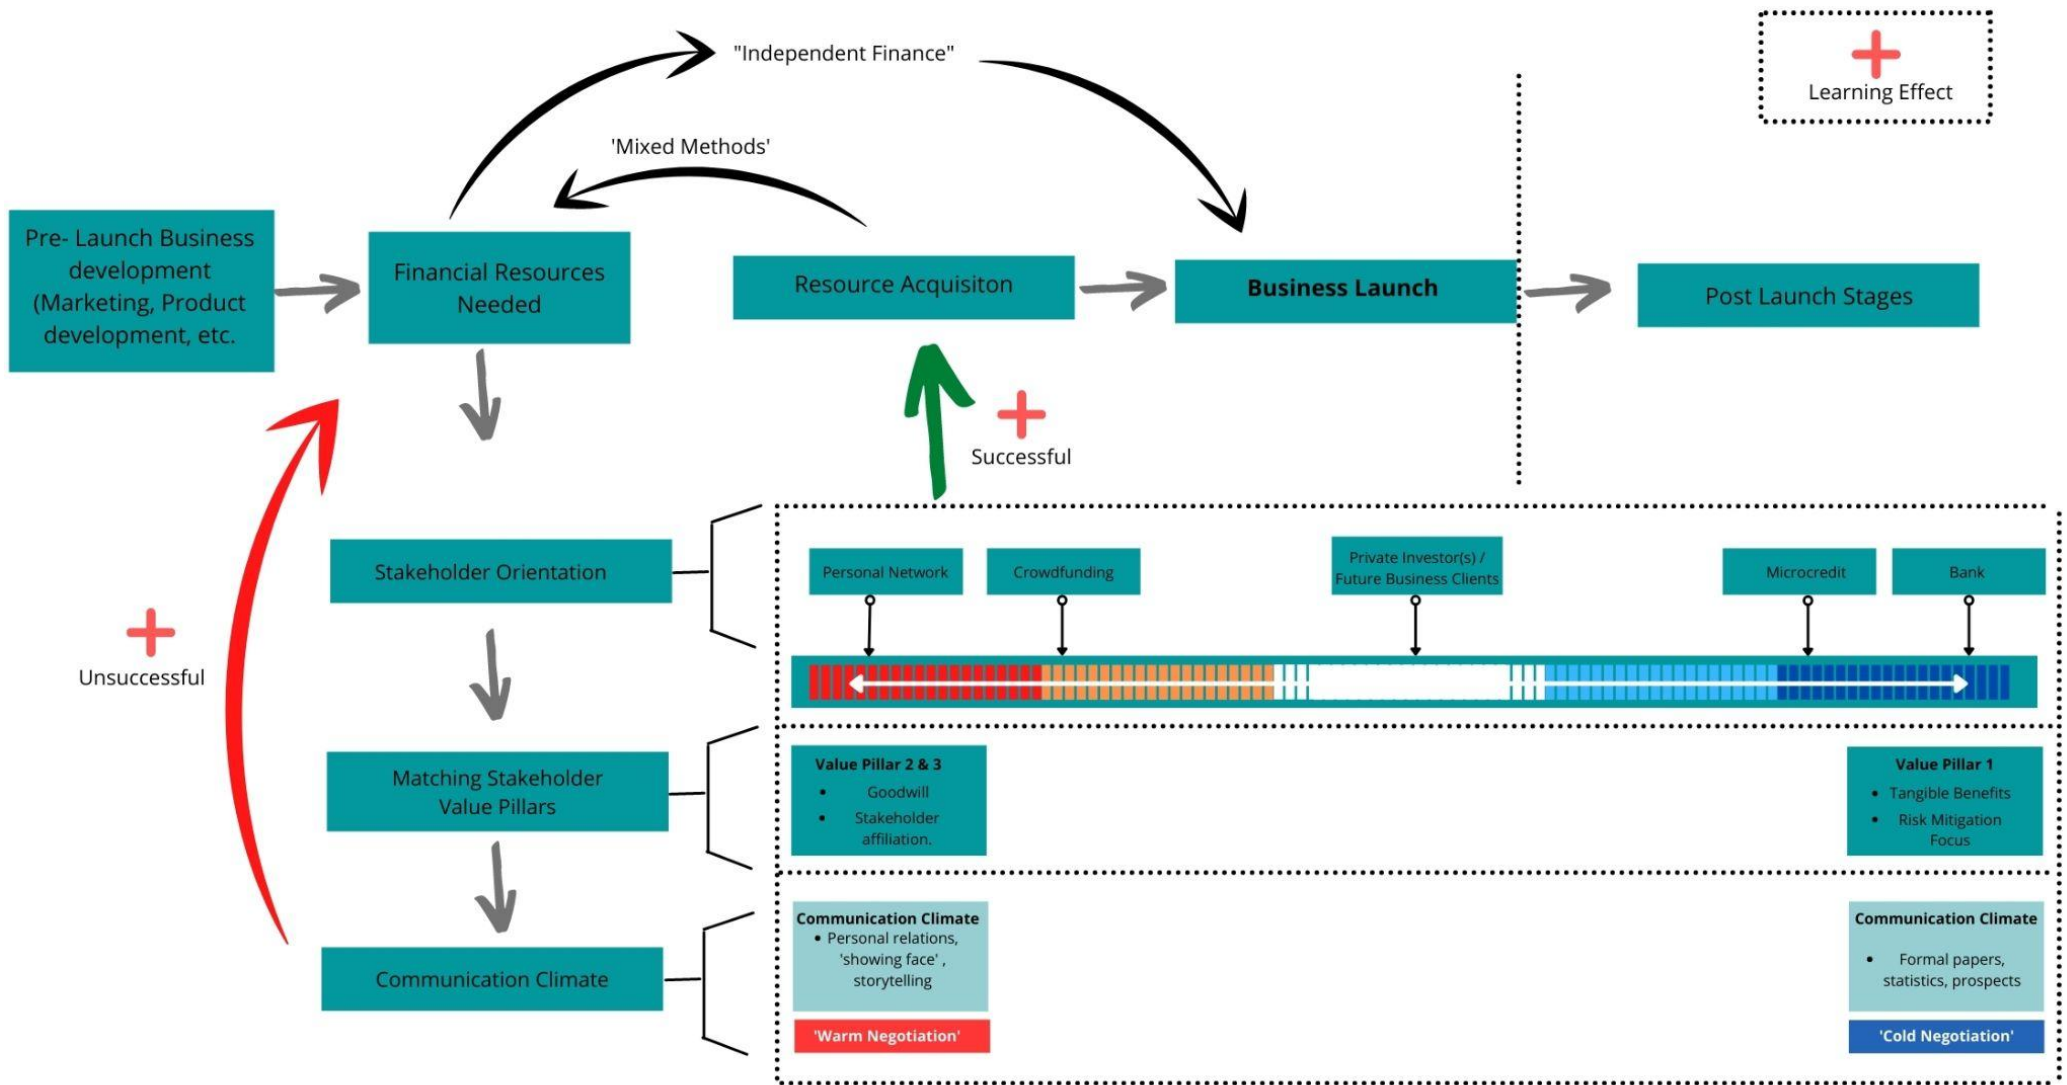 "Independent Finance"
Learning Effect
'Mixed Methods'
Pre- Launch Business
development
(Marketing, Product
development, etc.
Financial Resources
Needed
Resource Acquisiton
Business Launch
Post Launch Stages
Successful
Stakeholder Orientation
Personal Network
Crowdfunding
Private Investor(s) /
Future Business Clients
Microcredit
Bank
Unsuccessful
Matching Stakeholder
Value Pillars
Value Pillar 2 & 3
• Goodwill
• Stakeholder
affiliation.
Value Pillar 1
• Tangible Benefits
• Risk Mitigation
Focus
Communication Climate
Communication Climate
• Personal relations,
'showing face' ,
storytelling
'Warm Negotiation'
Communication Climate
• Formal papers,
statistics, prospects
'Cold Negotiation'